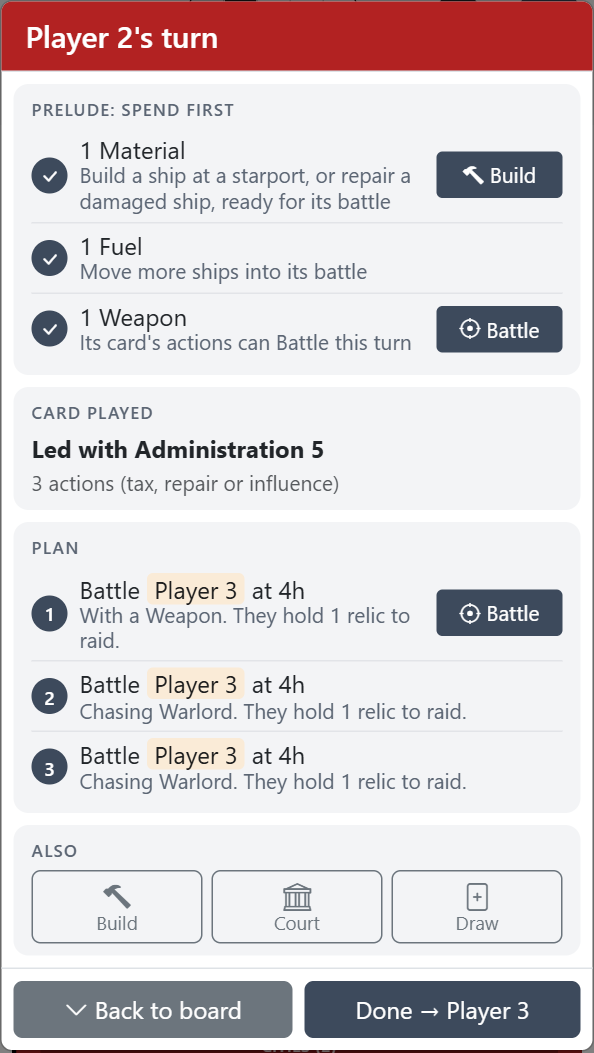 Player 2's turn
PRELUDE: SPEND FIRST
1 Material
Build a ship at a starport, or repair a
damaged ship, ready for its battle
Build
1 Fuel
Move more ships into its battle
1 Weapon
Its card's actions can Battle this turn
Battle
CARD PLAYED
Led with Administration 5
3 actions (tax, repair or influence)
PLAN
1
Battle Player 3 at 4h
With a Weapon. They hold 1 relic to
raid.
Battle
2
Battle Player 3 at 4h
Chasing Warlord. They hold 1 relic to raid.
3
Battle Player 3 at 4h
Chasing Warlord. They hold 1 relic to raid.
ALSO
Build
Court
Draw
Back to board
Done → Player 3